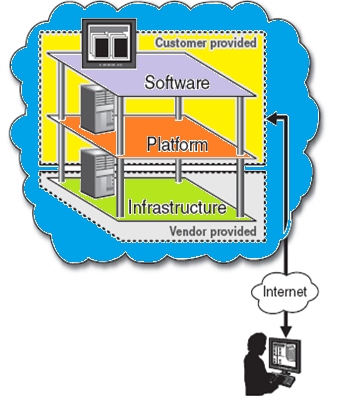 Customer provided
Software
Platform
Infrastructure
Vendor provided
Internet